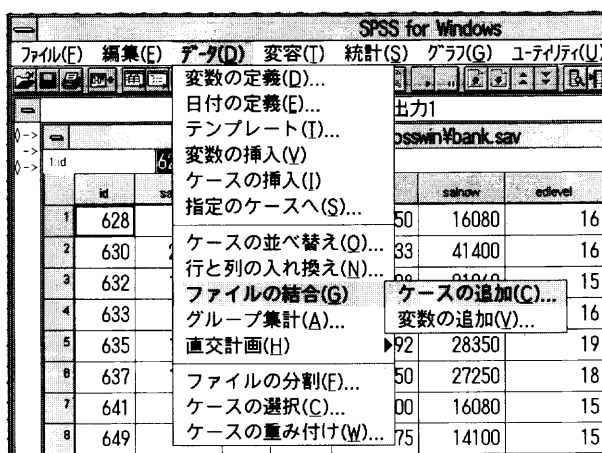 SPSS for Windows
ファイル(F) 編集(E) データ(D) 変容(T) 統計(S) グラフ(G) ユーティリティ(U)
変数の定義(D)...
日付の定義(E)...
テンプレート(T)...
変数の挿入(V)
ケースの挿入(I)
指定のケースへ(S)...
ケースの並べ替え(O)...
行と列の入れ換え(N)...
ファイルの結合(G)
グループ集計(A)...
直交計画(H)
ファイルの分割(F)...
ケースの選択(C)...
ケースの重み付け(W)...
ケースの追加(C)...
変数の追加(V)...
出力1
osswin¥bank.sav
1:id
id salnow edlevel
1 628 50 16080 16
2 630 33 41400 16
3 632 15
4 633 16
5 635 92 28350 19
6 637 50 27250 18
7 641 00 16080 15
8 649 75 14100 15